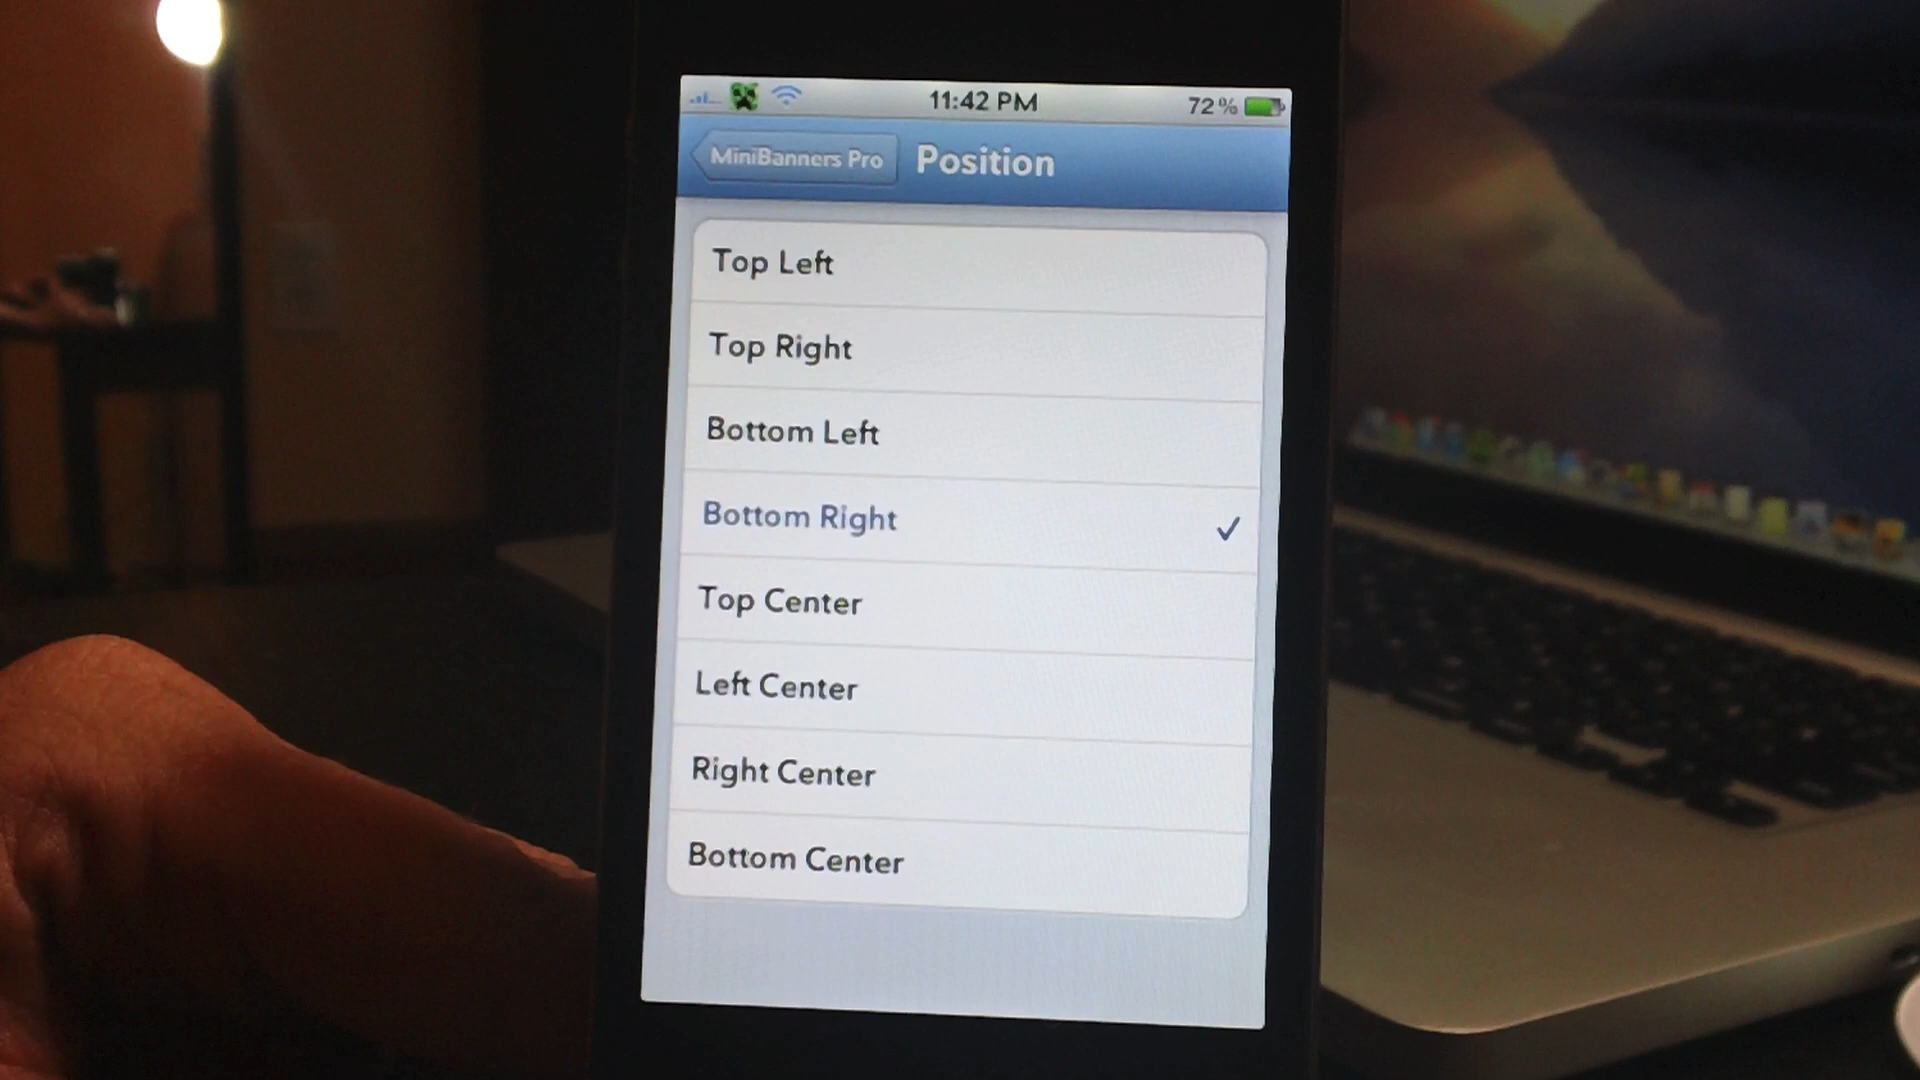 11:42 PM
72%
MiniBanners Pro
Position
Top Left
Top Right
Bottom Left
Bottom Right
Top Center
Left Center
Right Center
Bottom Center